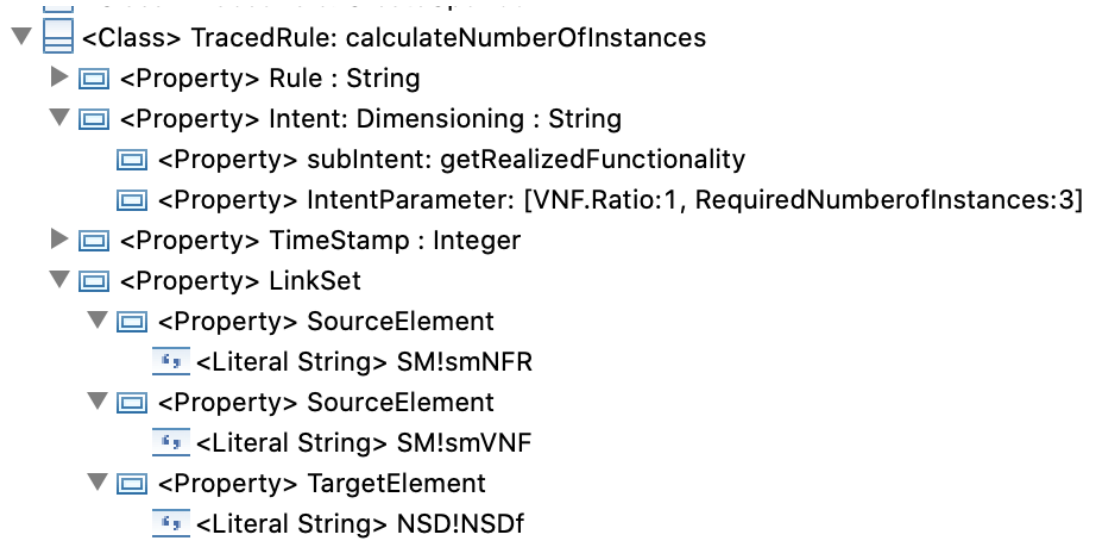 <Class> TracedRule: calculateNumberOfInstances
<Property> Rule : String
<Property> Intent: Dimensioning : String
<Property> subIntent: getRealizedFunctionality
<Property> IntentParameter: [VNF.Ratio:1, RequiredNumberofInstances:3]
<Property> TimeStamp : Integer
<Property> LinkSet
<Property> SourceElement
<Literal String> SM!smNFR
<Property> SourceElement
<Literal String> SM!smVNF
<Property> TargetElement
<Literal String> NSD!NSDf